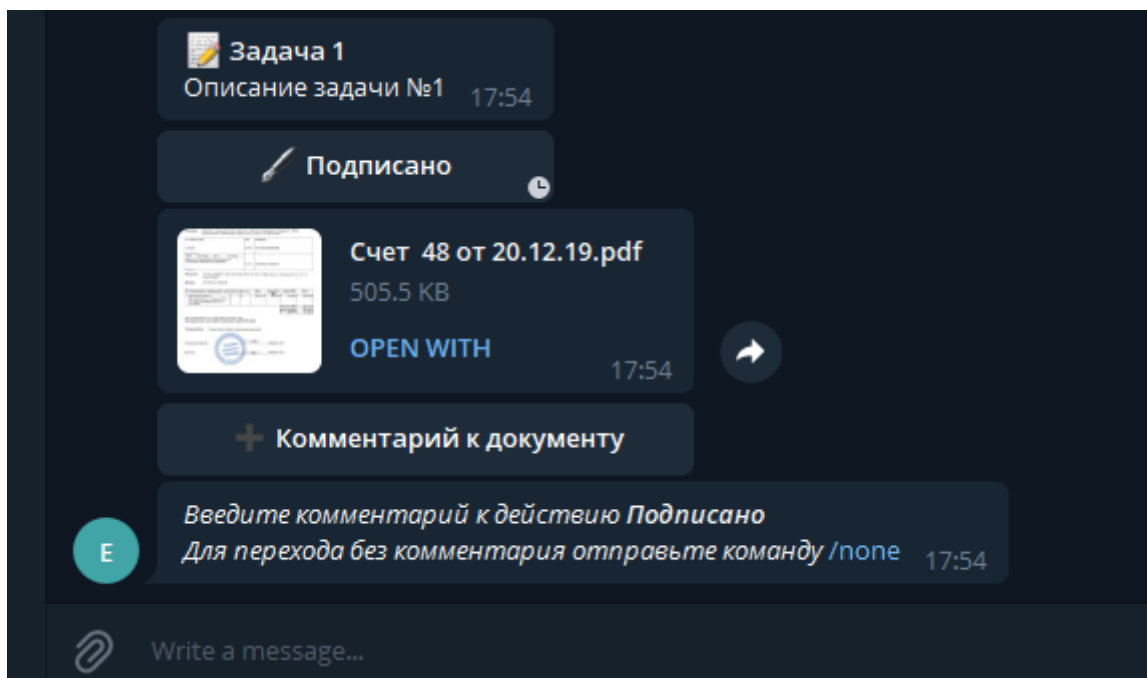 Задача 1
Описание задачи №1 17:54
Подписано
Счет 48 от 20.12.19.pdf
505.5 KB
OPEN WITH
17:54
Комментарий к документу
Введите комментарий к действию Подписано
Для перехода без комментария отправьте команду /none 17:54
E
Write a message...